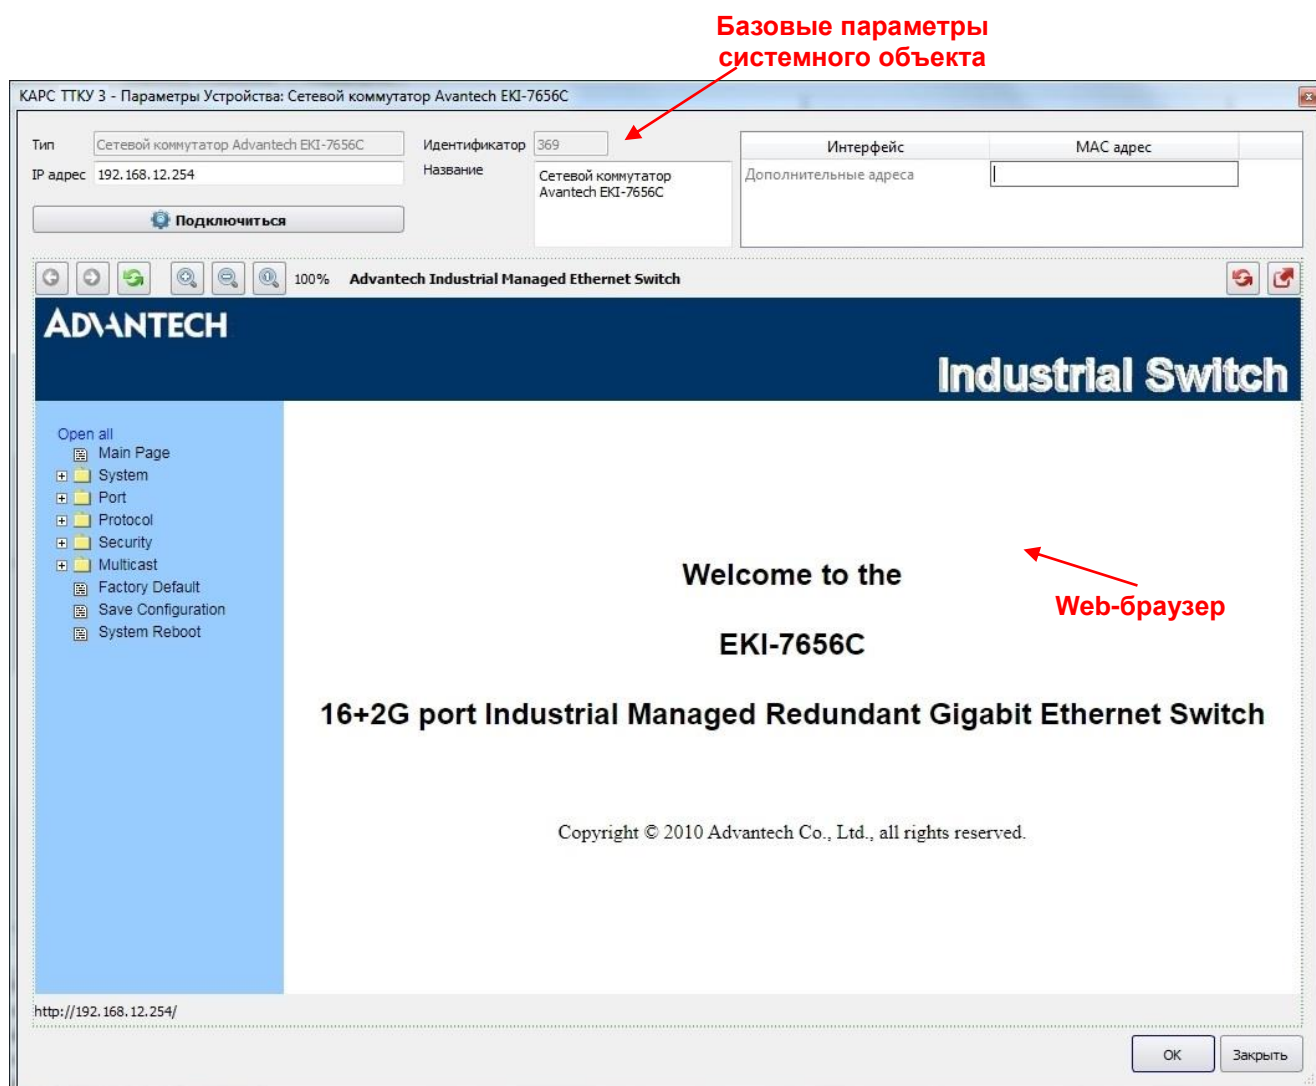 Базовые параметры
системного объекта
КАРС ТТКУ 3 - Параметры Устройства: Сетевой коммутатор Avantech EKI-7656C
Тип Сетевой коммутатор Advantech EKI-7656C Идентификатор 369 Интерфейс MAC адрес
IP адрес 192.168.12.254 Название Сетевой коммутатор Дополнительные адреса
Avantech EKI-7656C
Подключиться
100% Advantech Industrial Managed Ethernet Switch
ADVANTECH
Industrial Switch
Open all
Main Page
System
Port
Protocol
Security
Multicast
Factory Default
Save Configuration
System Reboot
Welcome to the
Web-браузер
EKI-7656C
16+2G port Industrial Managed Redundant Gigabit Ethernet Switch
Copyright © 2010 Advantech Co., Ltd., all rights reserved.
http://192.168.12.254/
OK Закрыть